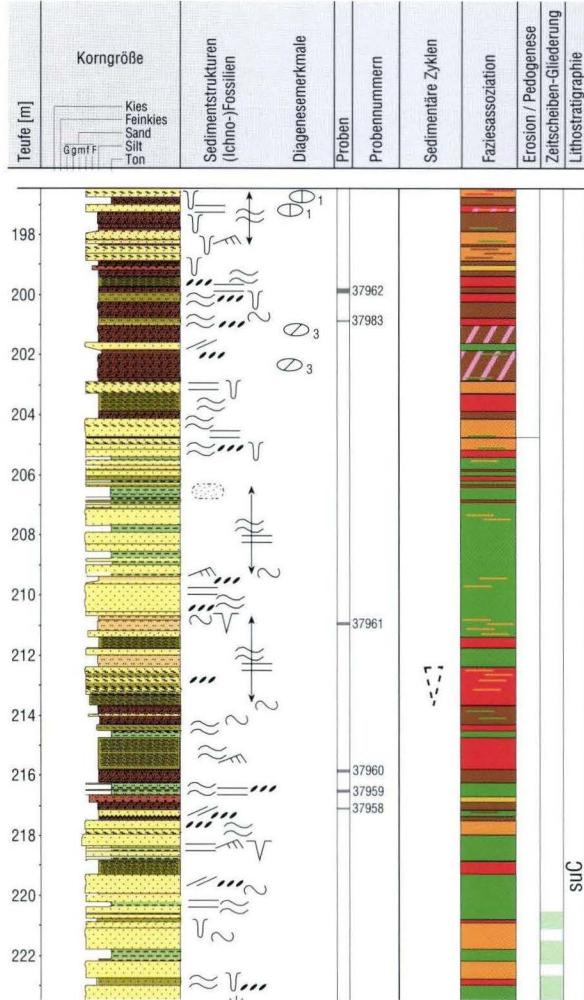 Teufe [m]
Korngröße
Kies
Feinkies
Sand
G g m f F
Silt
Ton
Sedimentstrukturen
(Ichno-)Fossilien
Diagenesemerkmale
Proben
Probennummern
Sedimentäre Zyklen
Faziesassoziation
Erosion / Pedogenese
Zeitscheiben-Gliederung
Lithostratigraphie
1
1
198
200
37962
37983
3
202
3
204
206
208
210
37961
212
214
216
37960
37959
37958
218
220
suC
222